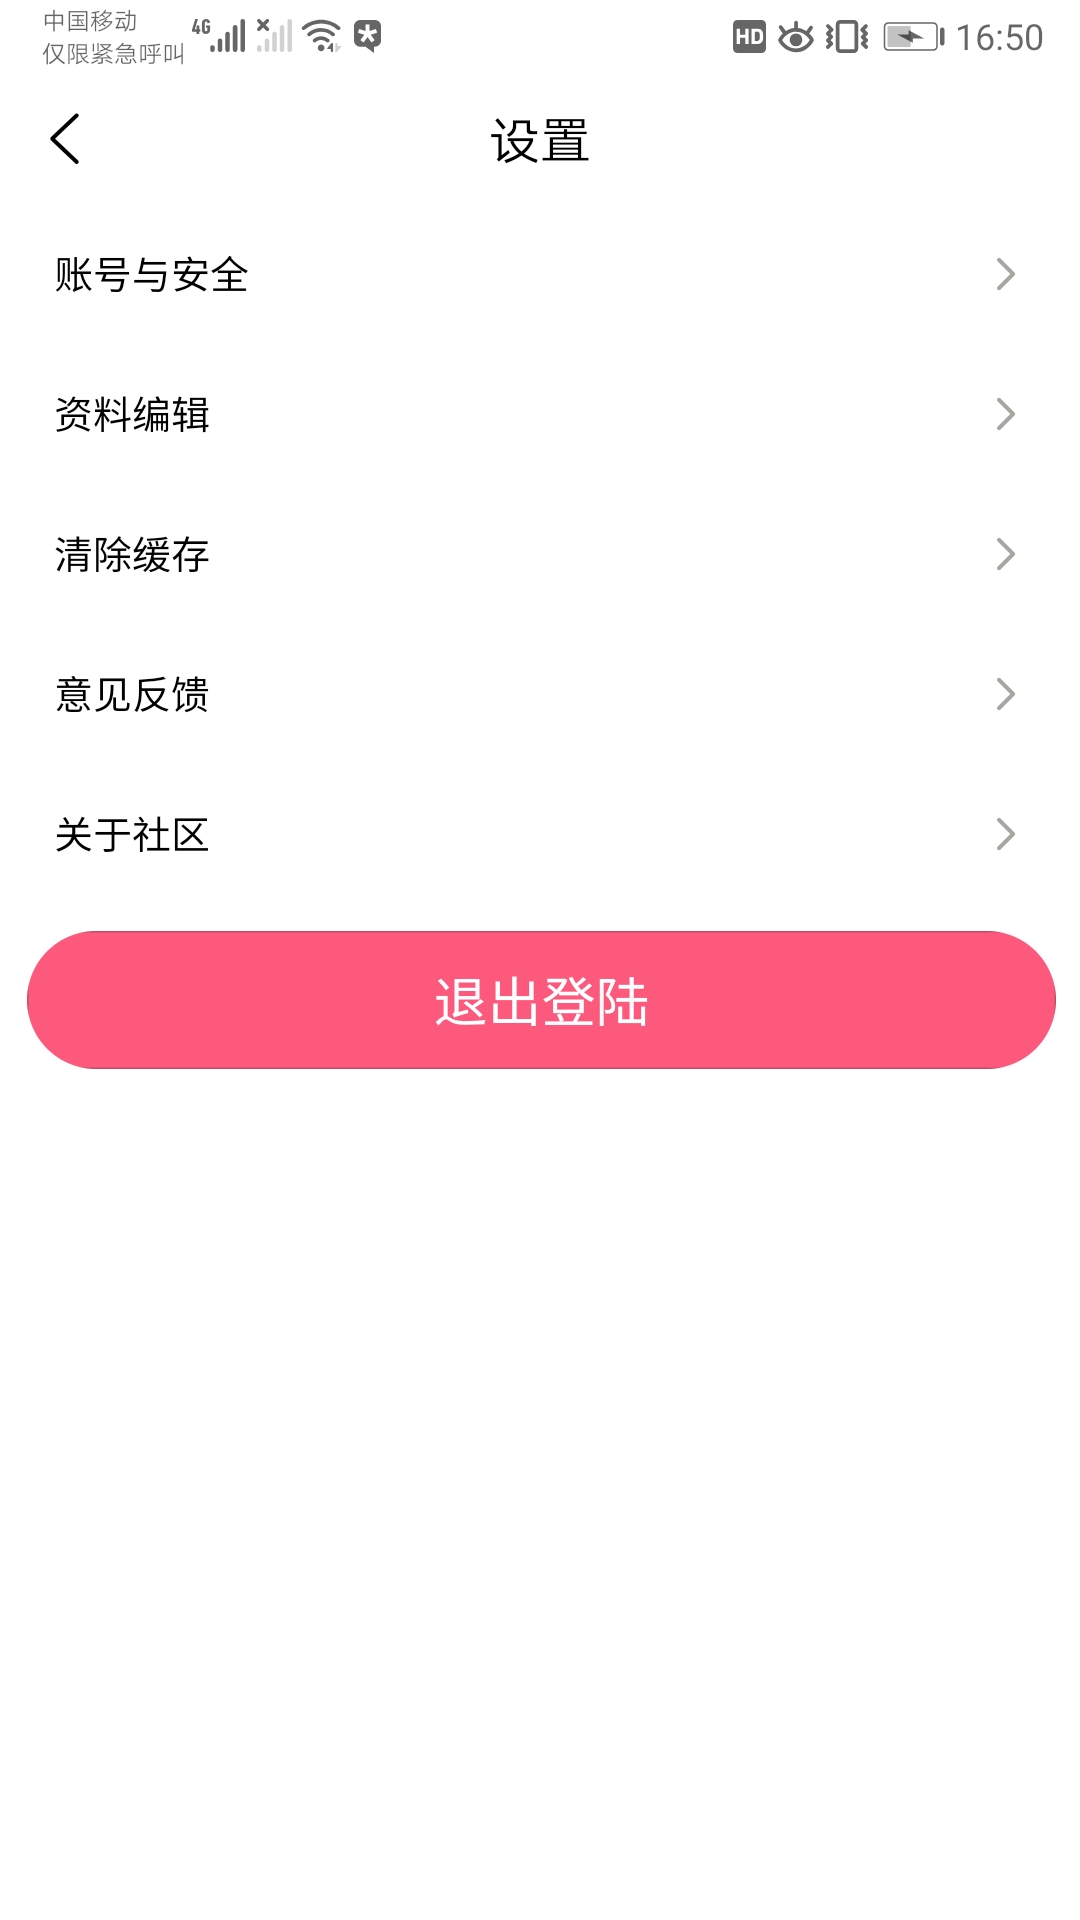 中国移动
仅限紧急呼叫
4G
HD
16:50
设置
账号与安全
资料编辑
清除缓存
意见反馈
关于社区
退出登陆